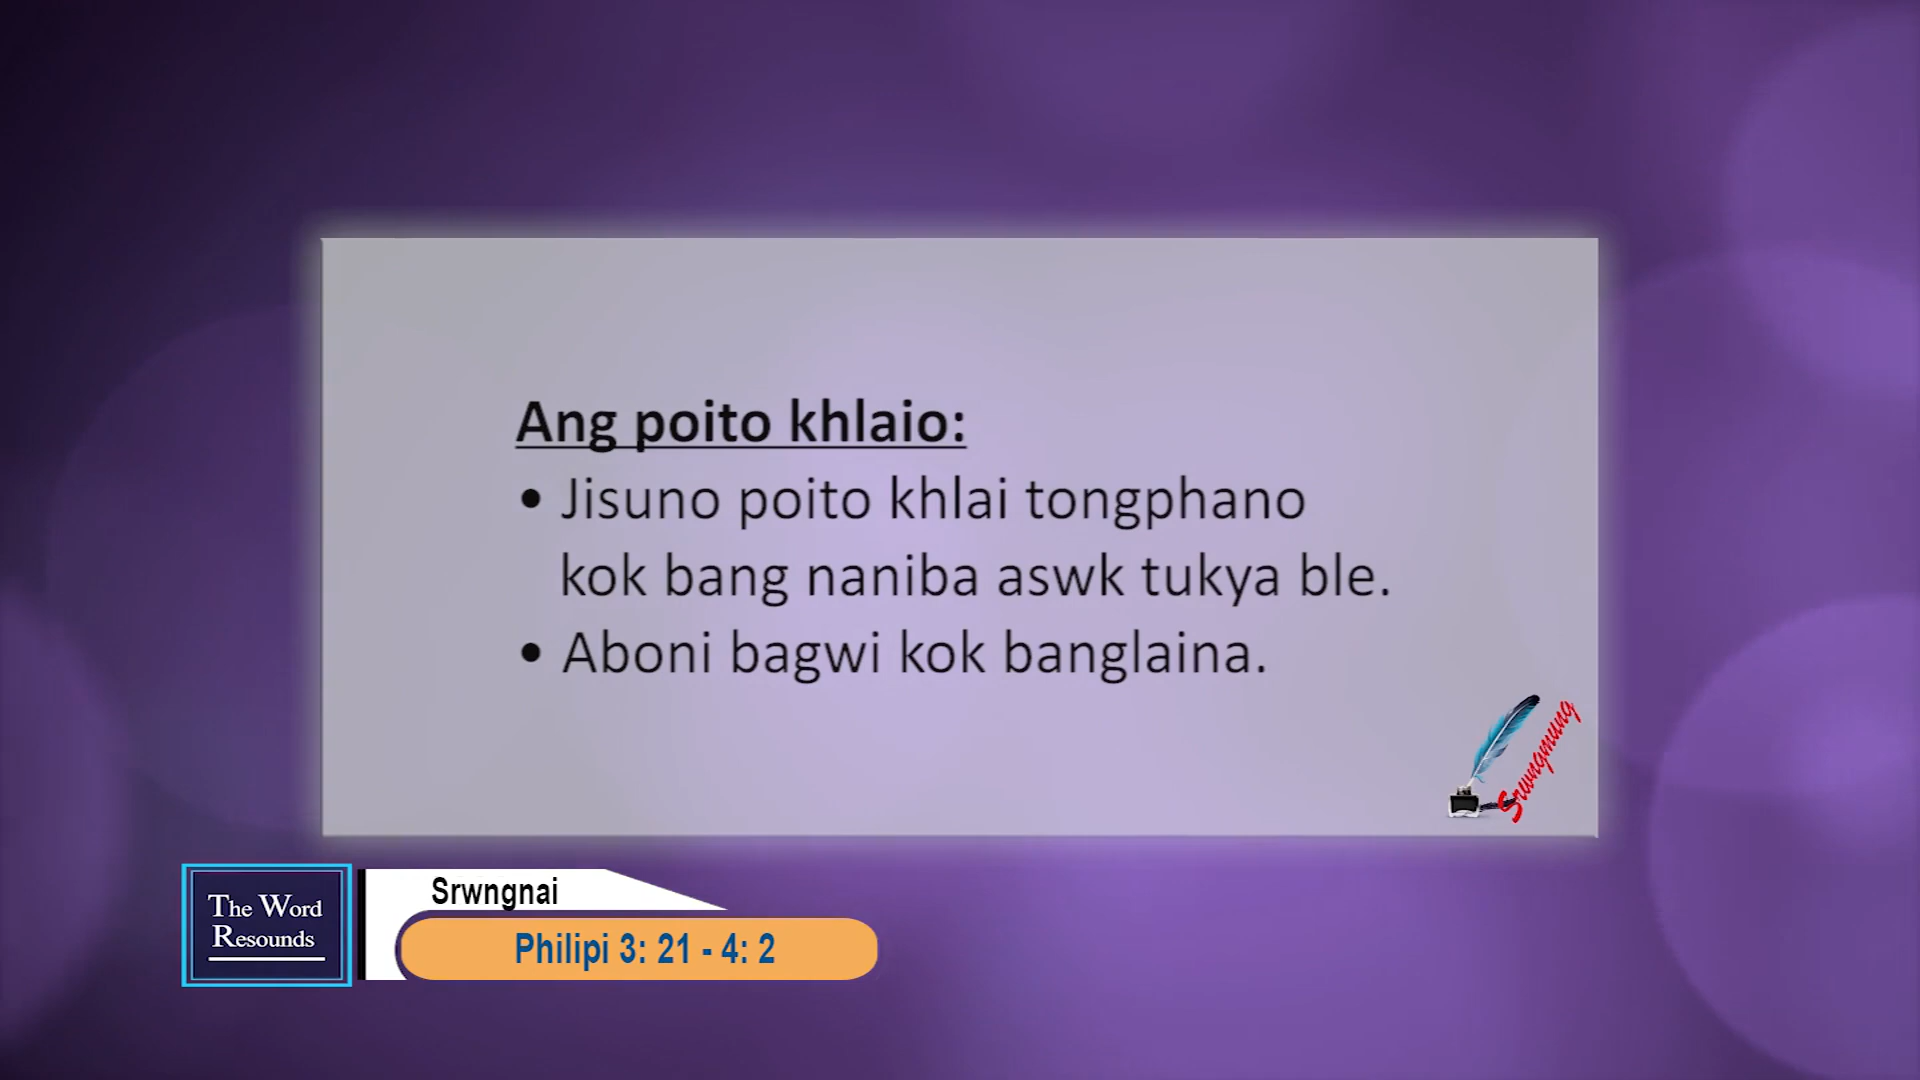 Ang poito khlaio:
• Jisuno poito khlai tongphano
kok bang naniba aswk tukya ble.
• Aboni bagwi kok banglaina.
Srwngmung
The Word
Resounds
Srwngnai
Philipi 3: 21 - 4: 2